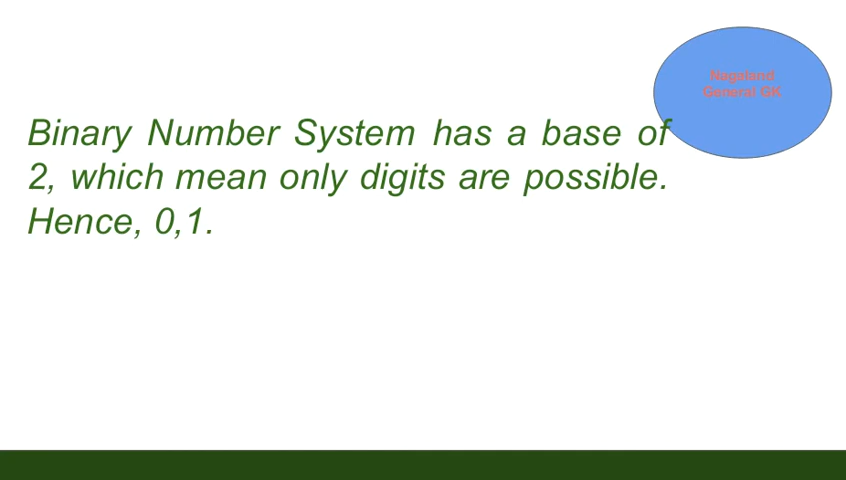 Nagaland
General GK
Binary Number System has a base of
2, which mean only digits are possible.
Hence, 0,1.